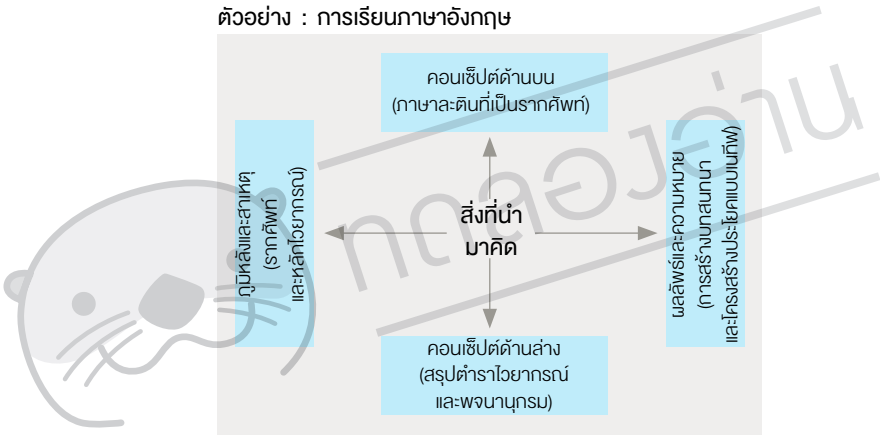 ตัวอย่าง : การเรียนภาษาอังกฤษ
คอนเซ็ปต์ด้านบน
(ภาษาละตินที่เป็นรากศัพท์)
ภูมิหลังและสาเหตุ
(รากศัพท์
และหลักไวยากรณ์)
สิ่งที่นำ
มาคิด
ผลลัพธ์และความหมาย
(การสร้างบทสนทนา
และโครงสร้างประโยคแบบเนทีฟ)
คอนเซ็ปต์ด้านล่าง
(สรุปตำราไวยากรณ์
และพจนานุกรม)
ทดลองอ่าน